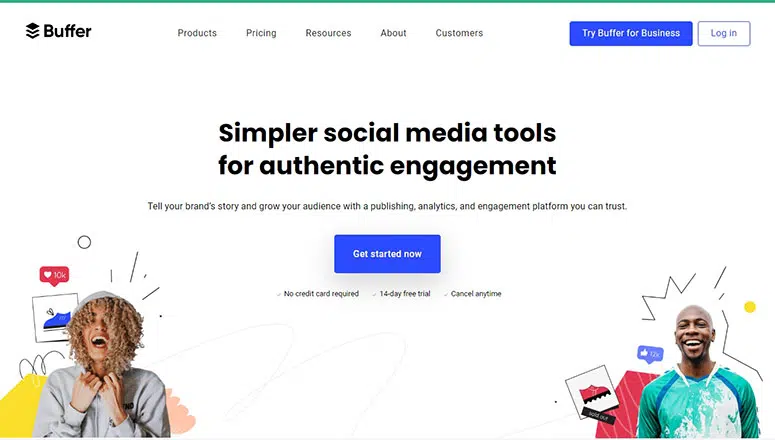 Buffer
Products
Pricing
Resources
About
Customers
Try Buffer for Business
Log in
Simpler social media tools
for authentic engagement
Tell your brand's story and grow your audience with a publishing, analytics, and engagement platform you can trust.
Get started now
No credit card required
14-day free trial
Cancel anytime
10k
12k
sold out